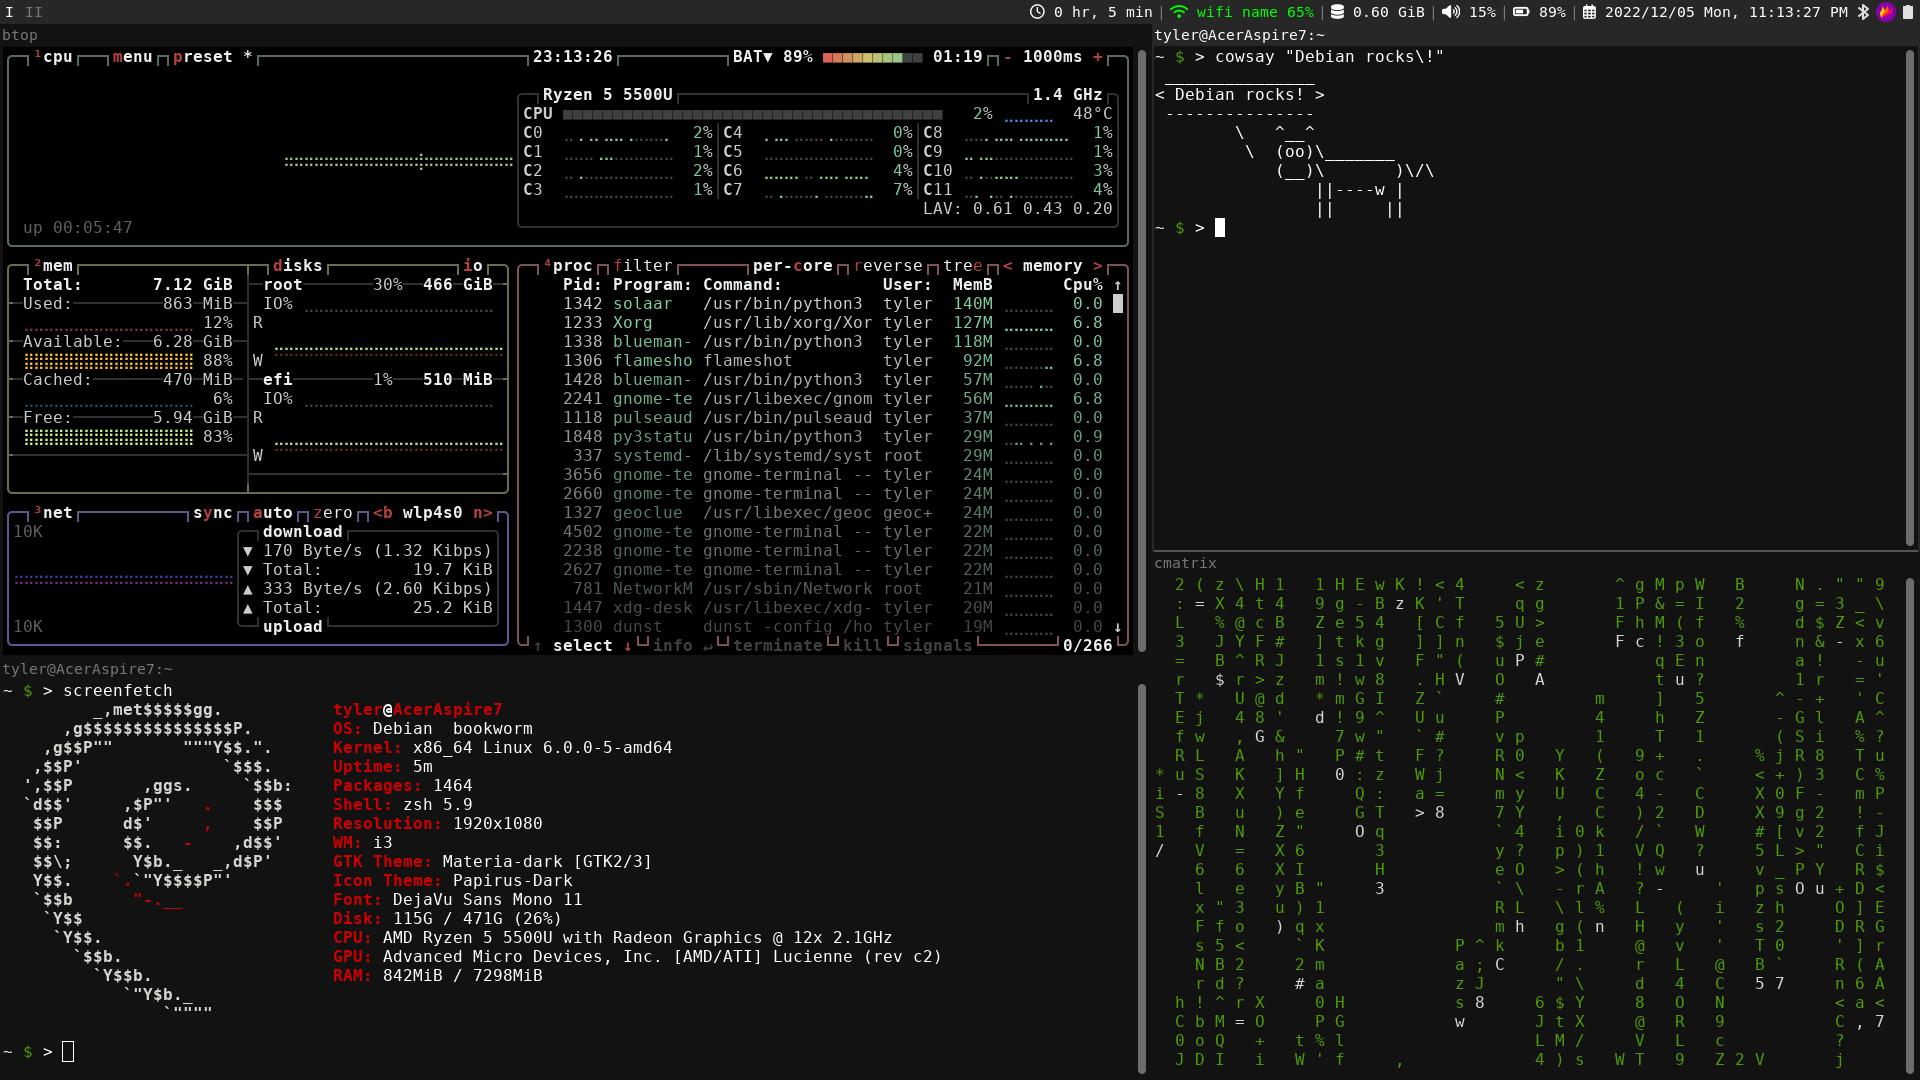 I II 0 hr, 5 min | wifi name 65% | 0.60 GiB | 15% | 89% | 2022/12/05 Mon, 11:13:27 PM
btop
¹cpu menu preset * 23:13:26 BAT▼ 89% 01:19 - 1000ms +
Ryzen 5 5500U 1.4 GHz
CPU 2% 48°C
C0 2% C4 0% C8 1%
C1 1% C5 0% C9 1%
C2 2% C6 4% C10 3%
C3 1% C7 7% C11 4%
LAV: 0.61 0.43 0.20
up 00:05:47
²mem disks io
Total: 7.12 GiB
Used: 863 MiB
12%
Available: 6.28 GiB
88%
Cached: 470 MiB
6%
Free: 5.94 GiB
83%
root 30% 466 GiB
IO%
R
W
efi 1% 510 MiB
IO%
R
W
³net sync auto zero <b wlp4s0 n>
10K
download
▼ 170 Byte/s (1.32 Kibps)
▼ Total: 19.7 KiB
▲ 333 Byte/s (2.60 Kibps)
▲ Total: 25.2 KiB
10K
upload
⁴proc filter per-core reverse tree < memory >
Pid: Program: Command: User: MemB Cpu% ↑
1342 solaar /usr/bin/python3 tyler 140M 0.0
1233 Xorg /usr/lib/xorg/Xor tyler 127M 6.8
1338 blueman- /usr/bin/python3 tyler 118M 0.0
1306 flamesho flameshot tyler 92M 6.8
1428 blueman- /usr/bin/python3 tyler 57M 0.0
2241 gnome-te /usr/libexec/gnom tyler 56M 6.8
1118 pulseaud /usr/bin/pulseaud tyler 37M 0.0
1848 py3statu /usr/bin/python3 tyler 29M 0.9
337 systemd- /lib/systemd/syst root 29M 0.0
3656 gnome-te gnome-terminal -- tyler 24M 0.0
2660 gnome-te gnome-terminal -- tyler 24M 0.0
1327 geoclue /usr/libexec/geoc geoc+ 24M 0.0
4502 gnome-te gnome-terminal -- tyler 22M 0.0
2238 gnome-te gnome-terminal -- tyler 22M 0.0
2627 gnome-te gnome-terminal -- tyler 22M 0.0
781 NetworkM /usr/sbin/Network root 21M 0.0
1447 xdg-desk /usr/libexec/xdg- tyler 20M 0.0
1300 dunst dunst -config /ho tyler 19M 0.0 ↓
↑ select ↓ info ↵ terminate kill signals 0/266
tyler@AcerAspire7:~
~ $ > screenfetch
tyler@AcerAspire7
OS: Debian bookworm
Kernel: x86_64 Linux 6.0.0-5-amd64
Uptime: 5m
Packages: 1464
Shell: zsh 5.9
Resolution: 1920x1080
WM: i3
GTK Theme: Materia-dark [GTK2/3]
Icon Theme: Papirus-Dark
Font: DejaVu Sans Mono 11
Disk: 115G / 471G (26%)
CPU: AMD Ryzen 5 5500U with Radeon Graphics @ 12x 2.1GHz
GPU: Advanced Micro Devices, Inc. [AMD/ATI] Lucienne (rev c2)
RAM: 842MiB / 7298MiB
~ $ >
tyler@AcerAspire7:~
~ $ > cowsay "Debian rocks\!"
< Debian rocks! >
~ $ >
cmatrix